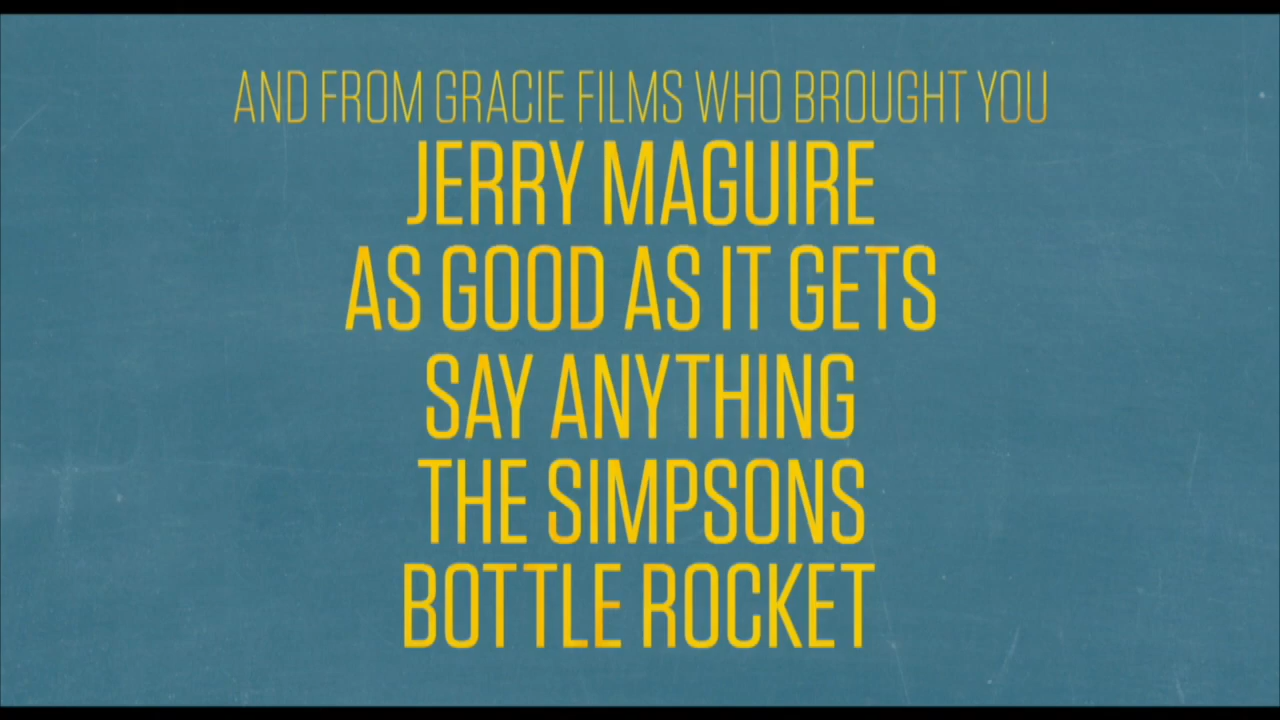 AND FROM GRACIE FILMS WHO BROUGHT YOU
JERRY MAGUIRE
AS GOOD AS IT GETS
SAY ANYTHING
THE SIMPSONS
BOTTLE ROCKET